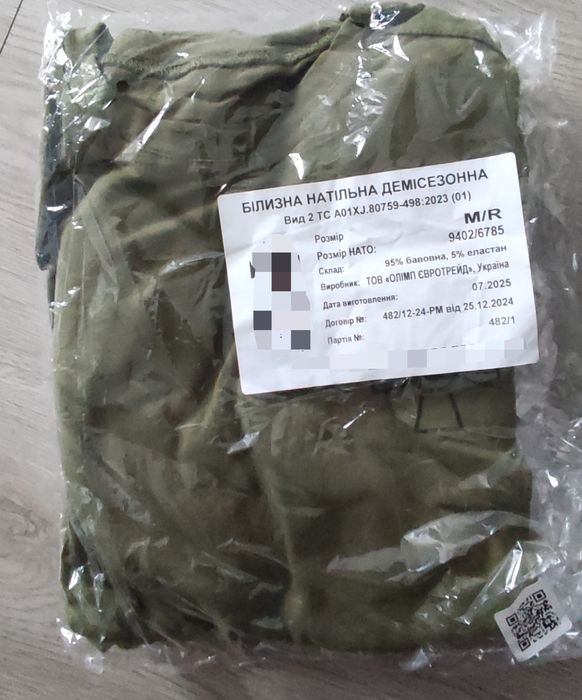 БІЛИЗНА НАТІЛЬНА ДЕМІСЕЗОННА
Вид 2 ТС А01XJ.80759-498:2023 (01)
Розмір M/R
Розмір НАТО: 9402/6785
Склад: 95% бавовна, 5% еластан
Виробник: ТОВ «ОЛІМП ЄВРОТРЕЙД», Україна
Дата виготовлення: 07.2025
Договір №: 482/12-24-РМ від 25.12.2024
Партія №: 482/1